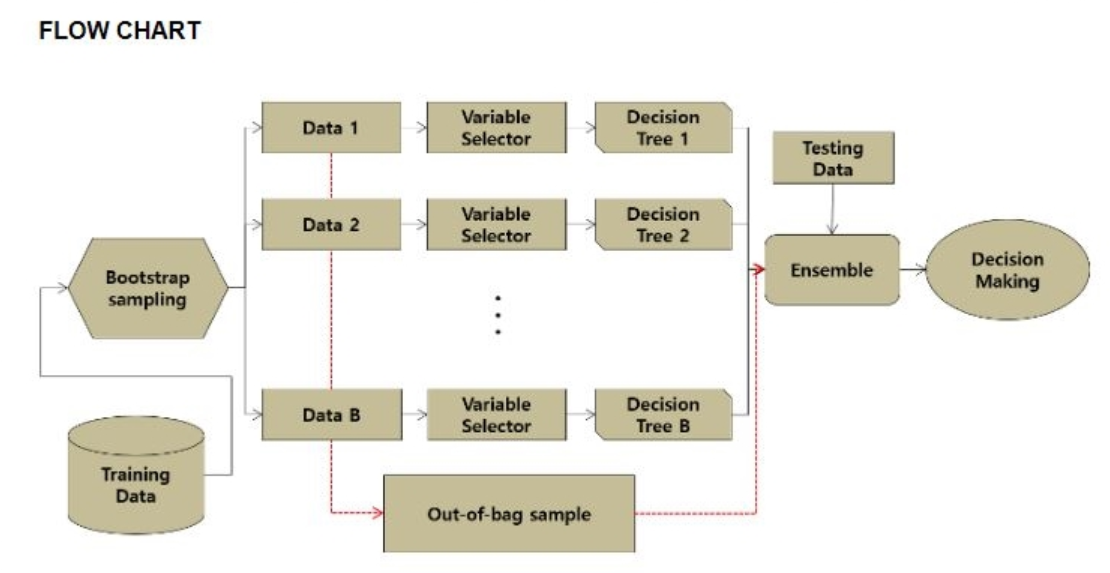 FLOW CHART
Data 1
Variable
Selector
Decision
Tree 1
Testing
Data
Data 2
Variable
Selector
Decision
Tree 2
Bootstrap
sampling
Ensemble
Decision
Making
Data B
Variable
Selector
Decision
Tree B
Training
Data
Out-of-bag sample